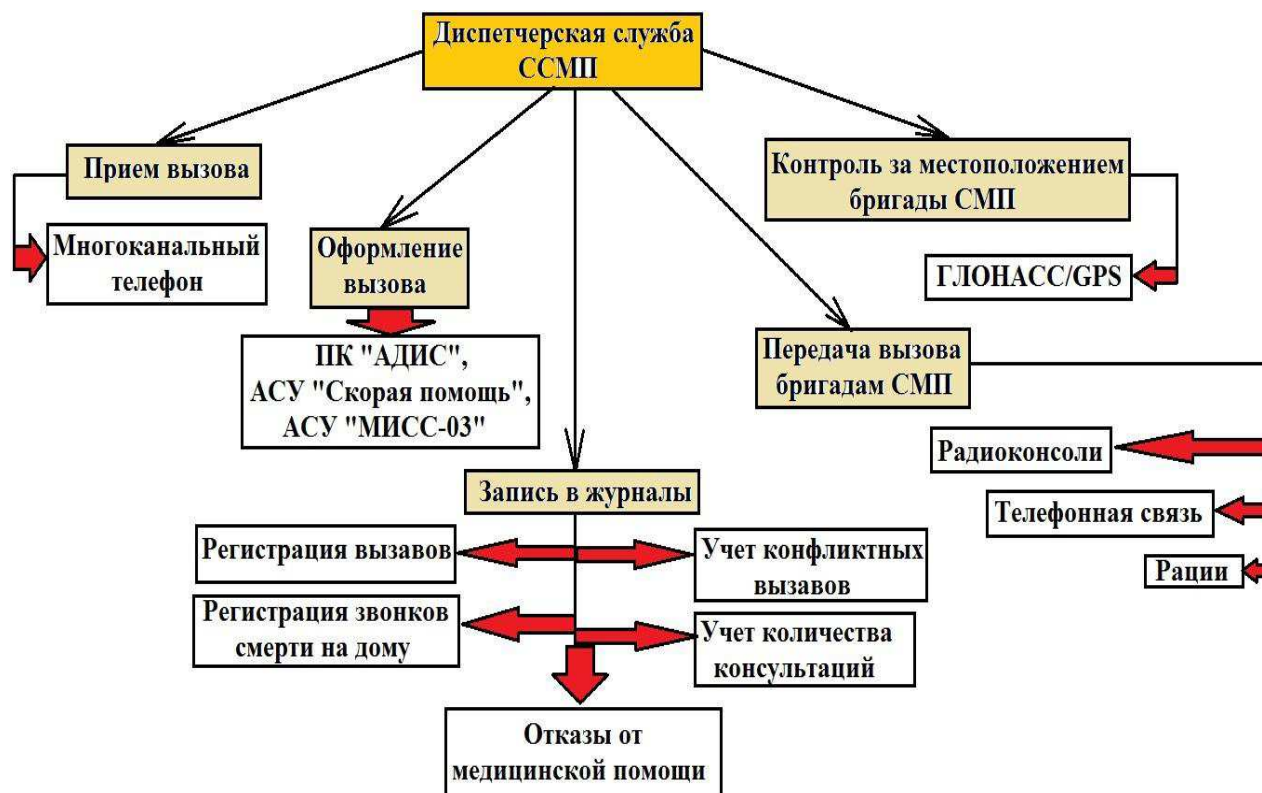 Диспетчерская служба
ССМП
Прием вызова
Многоканальный
телефон
Оформление
вызова
ПК "АДИС",
АСУ "Скорая помощь",
АСУ "МИСС-03"
Запись в журналы
Регистрация вызавов
Учет конфликтных
вызавов
Регистрация звонков
смерти на дому
Учет количества
консультаций
Отказы от
медицинской помощи
Передача вызова
бригадам СМП
Радиоконсоли
Телефонная связь
Рации
Контроль за местоположением
бригады СМП
ГЛОНАСС/GPS